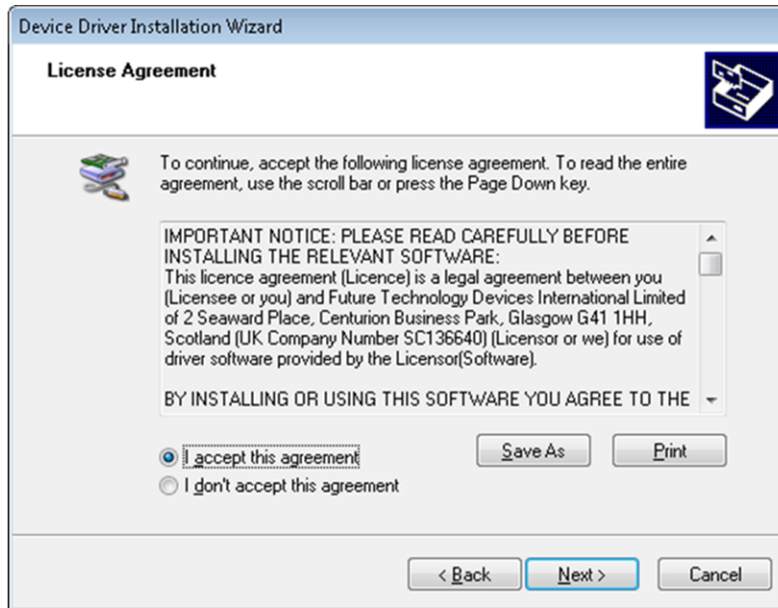 Device Driver Installation Wizard
License Agreement
To continue, accept the following license agreement. To read the entire
agreement, use the scroll bar or press the Page Down key.
IMPORTANT NOTICE: PLEASE READ CAREFULLY BEFORE
INSTALLING THE RELEVANT SOFTWARE:
This licence agreement (Licence) is a legal agreement between you
(Licensee or you) and Future Technology Devices International Limited
of 2 Seaward Place, Centurion Business Park, Glasgow G41 1HH,
Scotland (UK Company Number SC136640) (Licensor or we) for use of
driver software provided by the Licensor(Software).
BY INSTALLING OR USING THIS SOFTWARE YOU AGREE TO THE
I accept this agreement
Save As
Print
I don't accept this agreement
< Back
Next >
Cancel